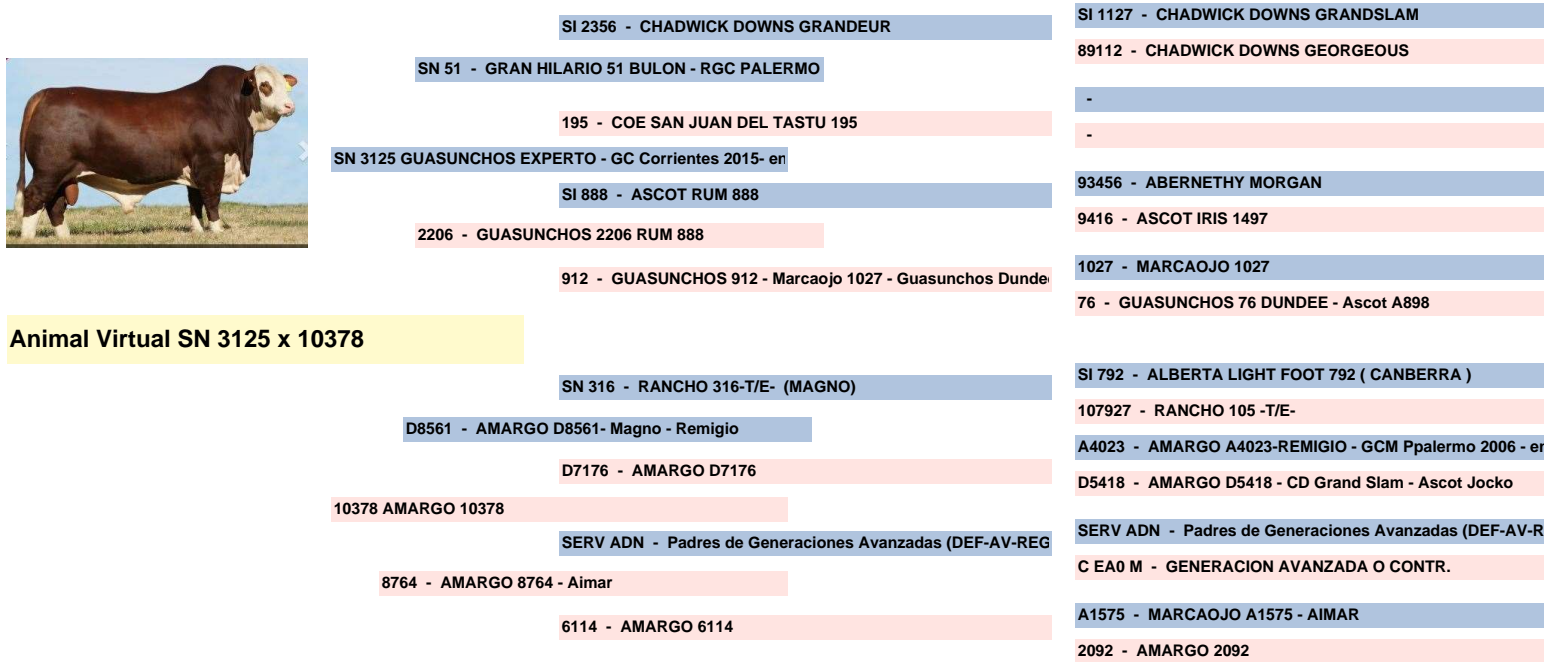 SI 2356 - CHADWICK DOWNS GRANDEUR
SI 1127 - CHADWICK DOWNS GRANDSLAM
89112 - CHADWICK DOWNS GEORGEOUS
SN 51 - GRAN HILARIO 51 BULON - RGC PALERMO
-
195 - COE SAN JUAN DEL TASTU 195
-
SN 3125 GUASUNCHOS EXPERTO - GC Corrientes 2015- en
SI 888 - ASCOT RUM 888
93456 - ABERNETHY MORGAN
9416 - ASCOT IRIS 1497
2206 - GUASUNCHOS 2206 RUM 888
912 - GUASUNCHOS 912 - Marcaojo 1027 - Guasunchos Dunde
1027 - MARCAOJO 1027
76 - GUASUNCHOS 76 DUNDEE - Ascot A898
Animal Virtual SN 3125 x 10378
SN 316 - RANCHO 316-T/E- (MAGNO)
SI 792 - ALBERTA LIGHT FOOT 792 ( CANBERRA )
107927 - RANCHO 105 -T/E-
D8561 - AMARGO D8561- Magno - Remigio
A4023 - AMARGO A4023-REMIGIO - GCM Ppalermo 2006 - en
D7176 - AMARGO D7176
D5418 - AMARGO D5418 - CD Grand Slam - Ascot Jocko
10378 AMARGO 10378
SERV ADN - Padres de Generaciones Avanzadas (DEF-AV-REG
SERV ADN - Padres de Generaciones Avanzadas (DEF-AV-R
C EA0 M - GENERACION AVANZADA O CONTR.
8764 - AMARGO 8764 - Aimar
6114 - AMARGO 6114
A1575 - MARCAOJO A1575 - AIMAR
2092 - AMARGO 2092